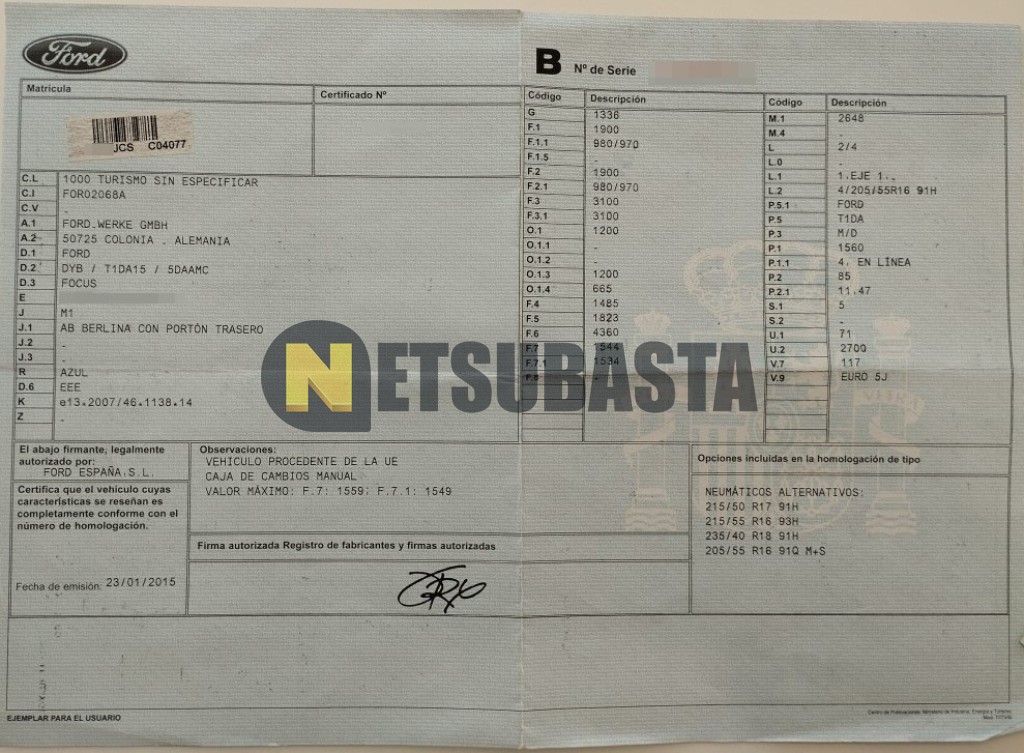 Ford
B Nº de Serie
Matrícula
Certificado Nº
JCS C04077
C.L 1000 TURISMO SIN ESPECIFICAR
C.I FOR02068A
C.V -
A.1 FORD-WERKE GMBH
A.2 50725 COLONIA . ALEMANIA
D.1 FORD
D.2 DYB / T1DA15 / 5DAAMC
D.3 FOCUS
E
J M1
J.1 AB BERLINA CON PORTÓN TRASERO
J.2 -
J.3 -
R AZUL
D.6 EEE
K e13*2007/46*1138*14
Z -
Código Descripción
G 1336
F.1 1900
F.1.1 980/970
F.1.5 -
F.2 1900
F.2.1 980/970
F.3 3100
F.3.1 3100
O.1 1200
O.1.1 -
O.1.2 -
O.1.3 1200
O.1.4 665
F.4 1485
F.5 1823
F.6 4360
F.7 1544
F.7.1 1534
F.8 -
Código Descripción
M.1 2648
M.4 -
L 2/4
L.0 -
L.1 1.EJE 1.,
L.2 4/205/55R16 91H
P.5.1 FORD
P.5 T1DA
P.3 M/D
P.1 1560
P.1.1 4. EN LÍNEA
P.2 85
P.2.1 11.47
S.1 5
S.2 -
U.1 71
U.2 2700
V.7 117
V.9 EURO 5J
NETSUBASTA
El abajo firmante, legalmente
autorizado por:
FORD ESPAÑA.S.L.
Certifica que el vehículo cuyas
características se reseñan es
completamente conforme con el
número de homologación.
Fecha de emisión: 23/01/2015
Observaciones:
VEHÍCULO PROCEDENTE DE LA UE
CAJA DE CAMBIOS MANUAL
VALOR MÁXIMO: F.7: 1559; F.7.1: 1549
Firma autorizada Registro de fabricantes y firmas autorizadas
Opciones incluidas en la homologación de tipo
NEUMÁTICOS ALTERNATIVOS:
215/50 R17 91H
215/55 R16 93H
235/40 R18 91H
205/55 R16 91Q M+S
EJEMPLAR PARA EL USUARIO
Centro de Publicaciones. Ministerio de Industria, Energía y Turismo